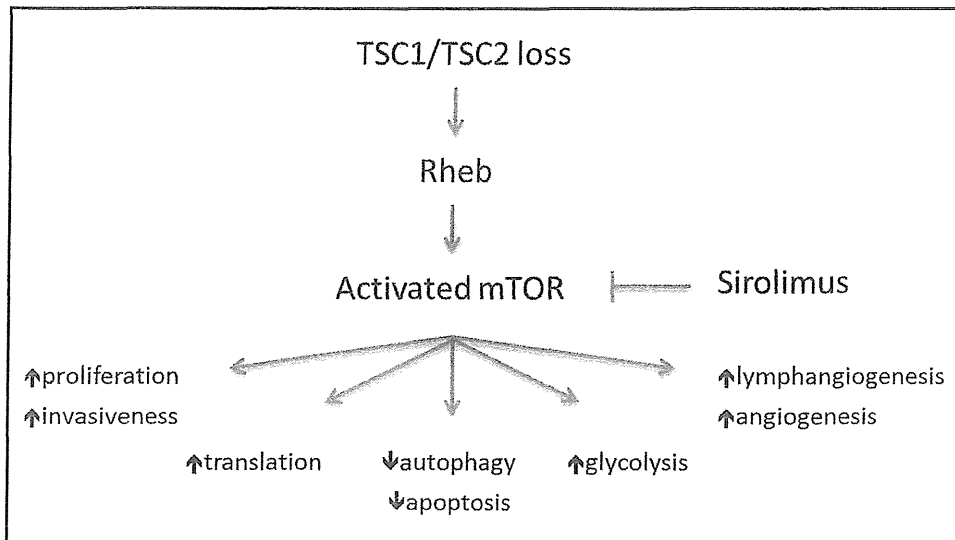 TSC1/TSC2 loss
Rheb
Activated mTOR
Sirolimus
↑proliferation
↑invasiveness
↑translation
↓autophagy
↓apoptosis
↑glycolysis
↑lymphangiogenesis
↑angiogenesis